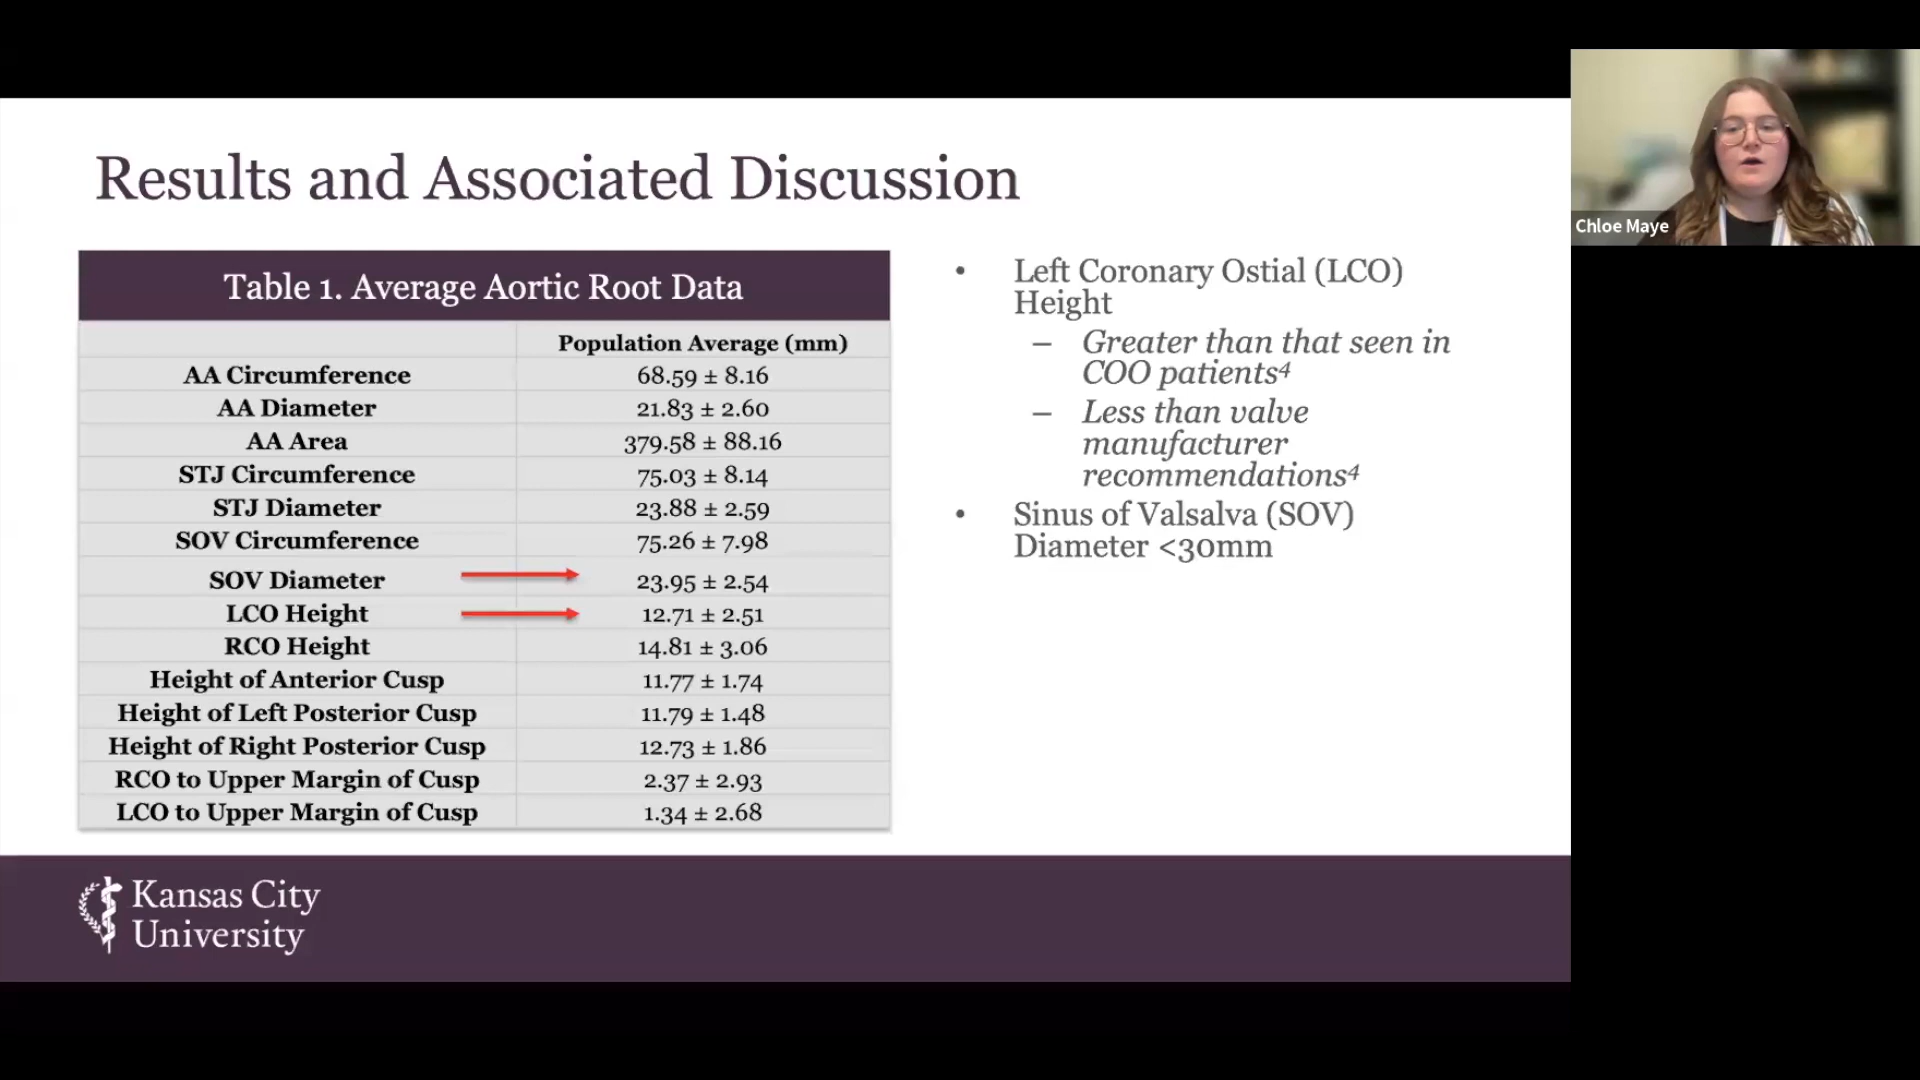 Results and Associated Discussion
Table 1. Average Aortic Root Data
Population Average (mm)
AA Circumference 68.59 ± 8.16
AA Diameter 21.83 ± 2.60
AA Area 379.58 ± 88.16
STJ Circumference 75.03 ± 8.14
STJ Diameter 23.88 ± 2.59
SOV Circumference 75.26 ± 7.98
SOV Diameter 23.95 ± 2.54
LCO Height 12.71 ± 2.51
RCO Height 14.81 ± 3.06
Height of Anterior Cusp 11.77 ± 1.74
Height of Left Posterior Cusp 11.79 ± 1.48
Height of Right Posterior Cusp 12.73 ± 1.86
RCO to Upper Margin of Cusp 2.37 ± 2.93
LCO to Upper Margin of Cusp 1.34 ± 2.68
• Left Coronary Ostial (LCO)
Height
– Greater than that seen in
COO patients⁴
– Less than valve
manufacturer
recommendations⁴
• Sinus of Valsalva (SOV)
Diameter <30mm
Kansas City
University
Chloe Maye